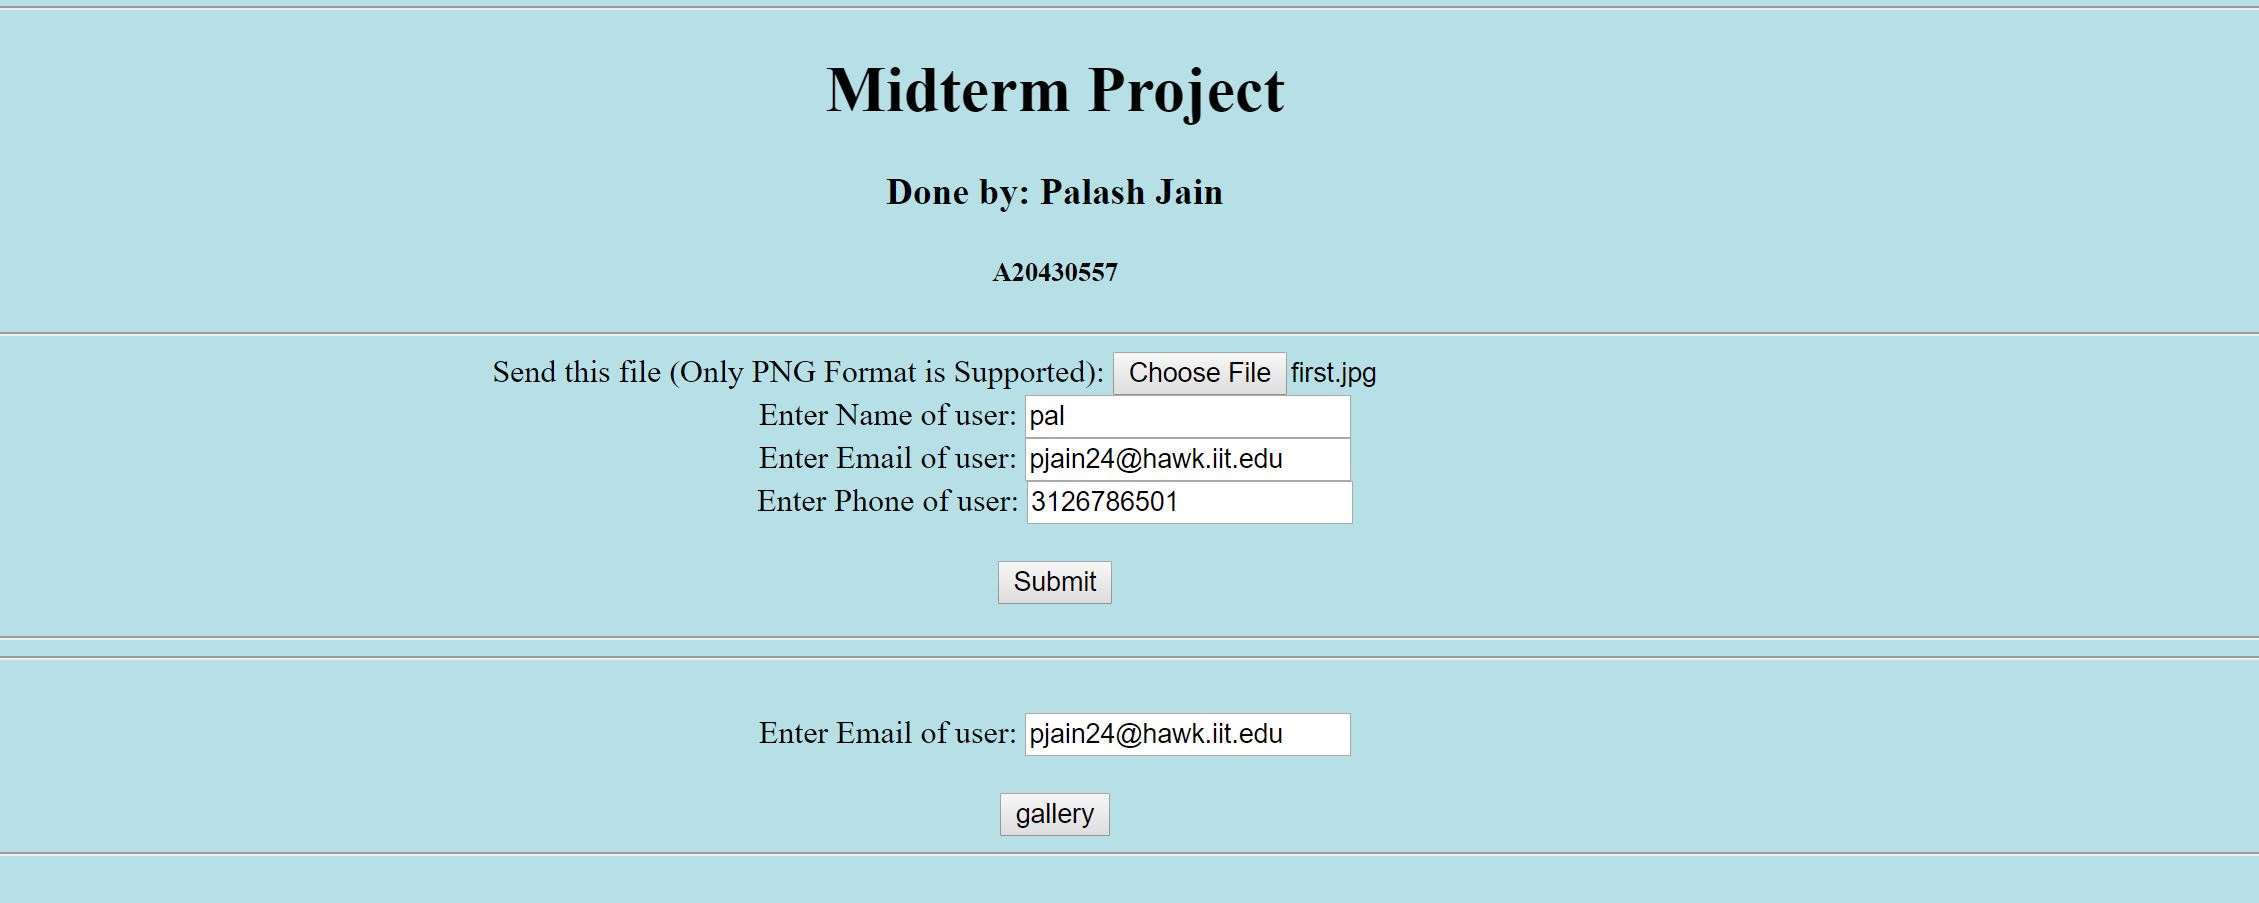 Midterm Project
Done by: Palash Jain
A20430557
Send this file (Only PNG Format is Supported): Choose File first.jpg
Enter Name of user: pal
Enter Email of user: pjain24@hawk.iit.edu
Enter Phone of user: 3126786501
Submit
Enter Email of user: pjain24@hawk.iit.edu
gallery